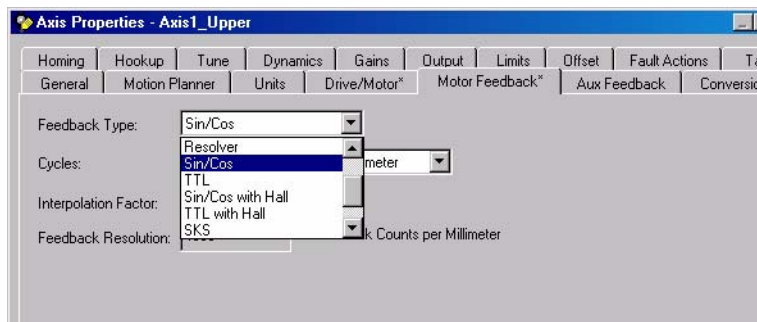 Axis Properties - Axis1_Upper
Homing Hookup Tune Dynamics Gains Output Limits Offset Fault Actions
General Motion Planner Units Drive/Motor* Motor Feedback* Aux Feedback
Feedback Type: Sin/Cos
Resolver
Cycles: Sin/Cos
TTL
Sin/Cos with Hall
Interpolation Factor:
TTL with Hall
SKS
Feedback Resolution: Counts per Millimeter